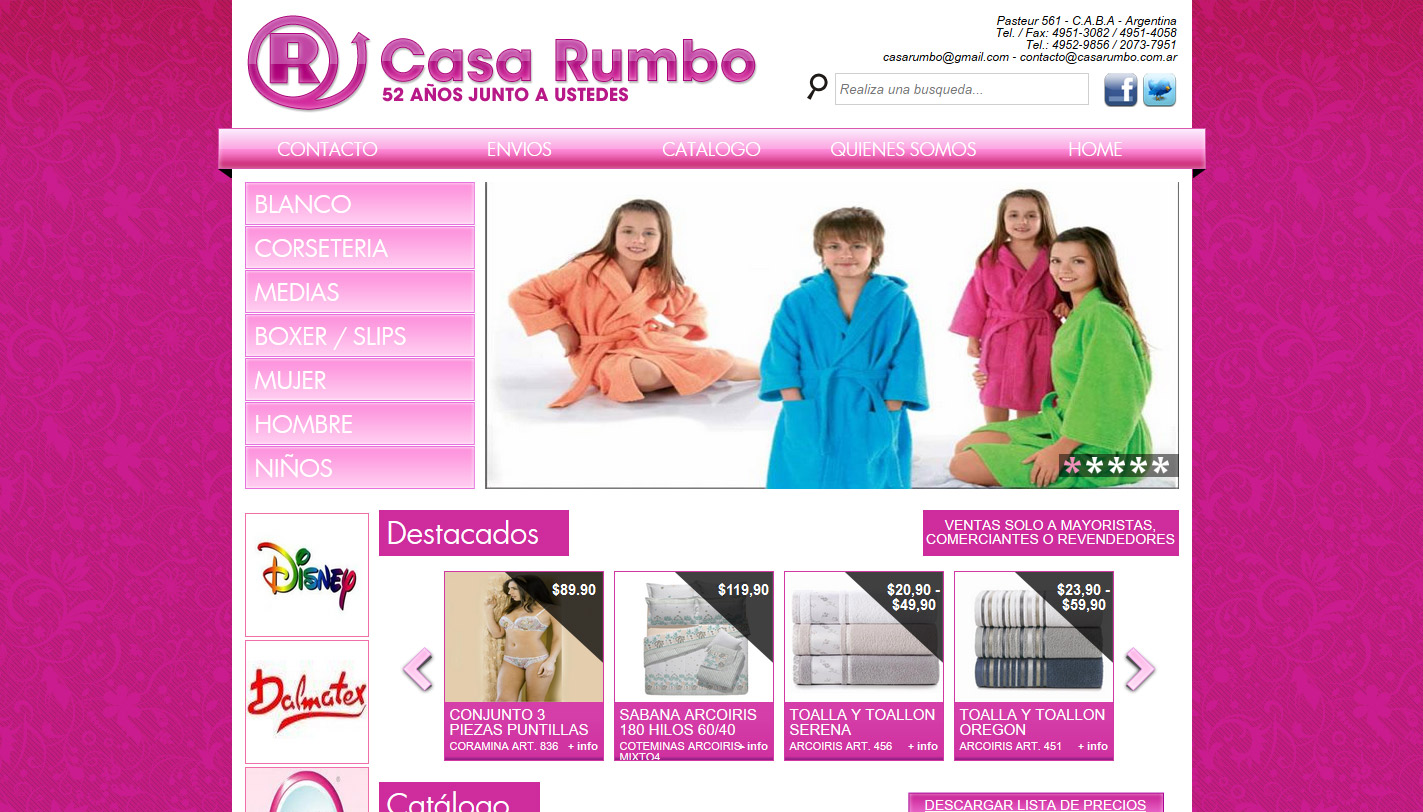 Pasteur 561 - C.A.B.A - Argentina
Tel. / Fax: 4951-3082 / 4951-4058
Tel.: 4952-9856 / 2073-7951
casarumbo@gmail.com - contacto@casarumbo.com.ar
R Casa Rumbo
52 AÑOS JUNTO A USTEDES
Realiza una busqueda...
CONTACTO ENVIOS CATALOGO QUIENES SOMOS HOME
BLANCO
CORSETERIA
MEDIAS
BOXER / SLIPS
MUJER
HOMBRE
NIÑOS
* * * * *
Disney
Dalmatex
Destacados
VENTAS SOLO A MAYORISTAS,
COMERCIANTES O REVENDEDORES
$89.90
CONJUNTO 3
PIEZAS PUNTILLAS
CORAMINA ART. 836 + info
$119,90
SABANA ARCOIRIS
180 HILOS 60/40
COTEMINAS ARCOIRIS + info
MIXTO4
$20,90 -
$49,90
TOALLA Y TOALLON
SERENA
ARCOIRIS ART. 456 + info
$23,90 -
$59,90
TOALLA Y TOALLON
OREGON
ARCOIRIS ART. 451 + info
Catálogo
DESCARGAR LISTA DE PRECIOS